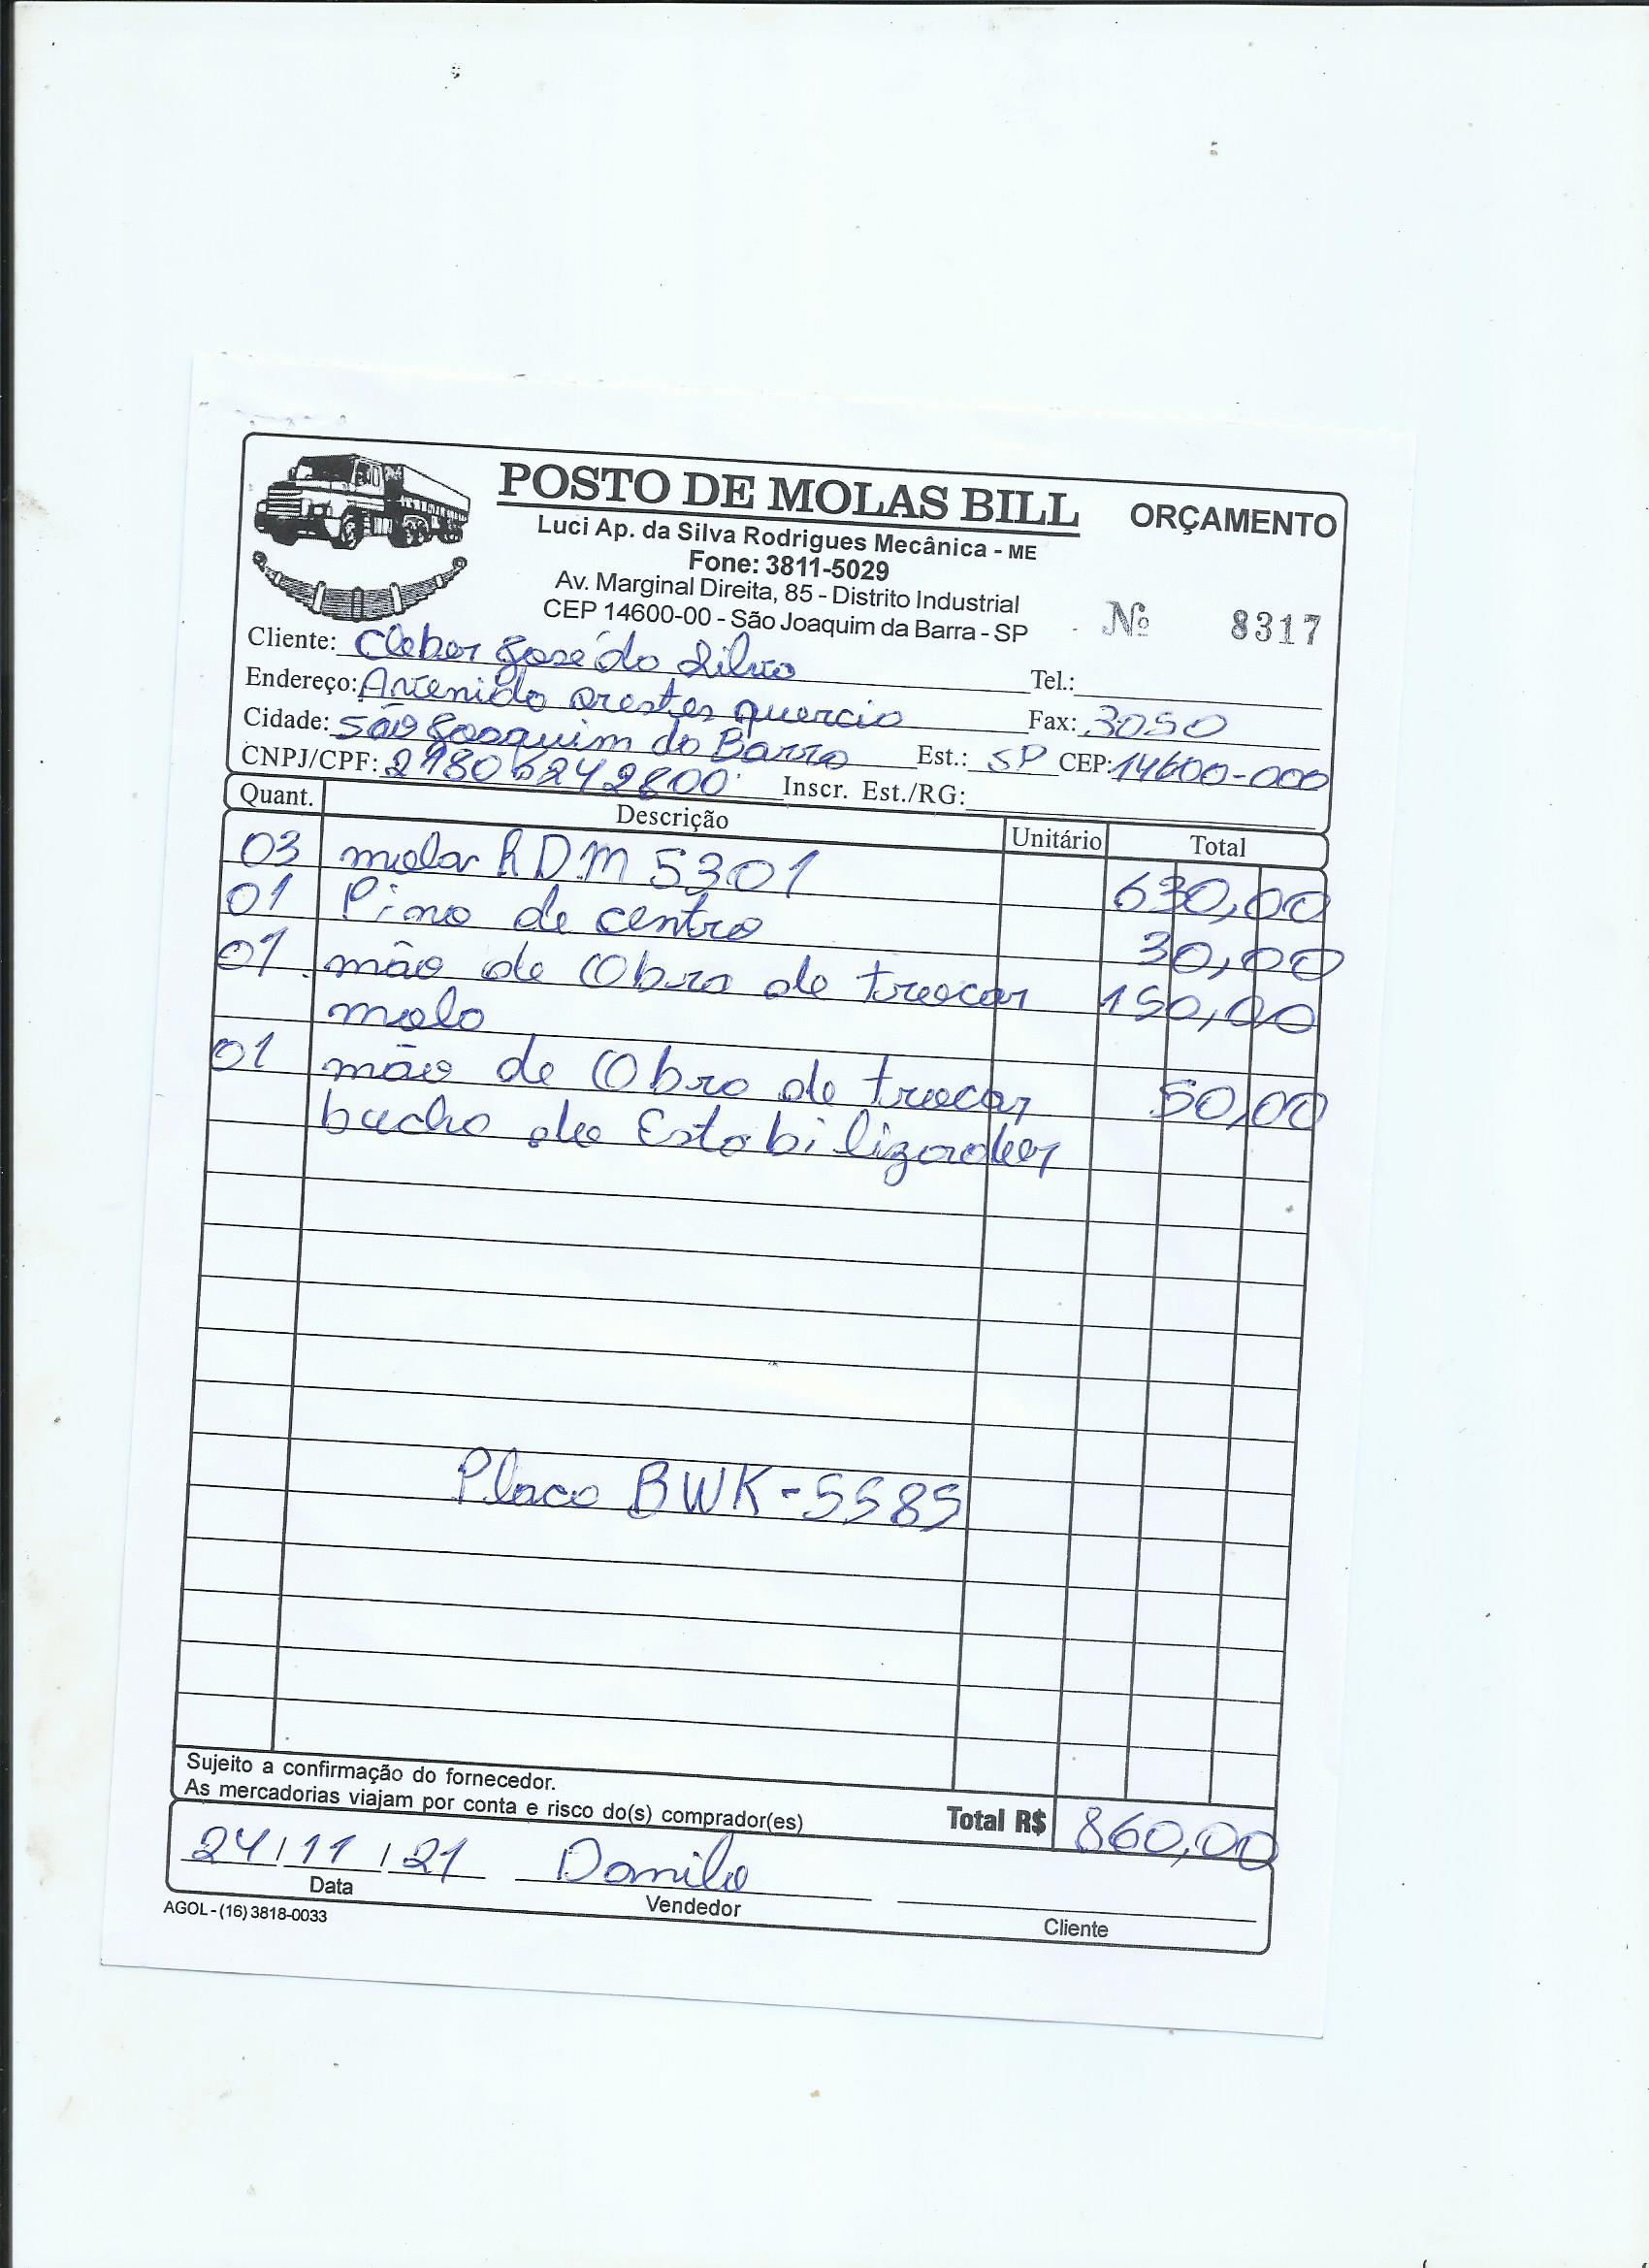 POSTO DE MOLAS BILL
ORÇAMENTO
Luci Ap. da Silva Rodrigues Mecânica - ME
Fone: 3811-5029
Av. Marginal Direita, 85 - Distrito Industrial
CEP 14600-00 - São Joaquim da Barra - SP
Nº 8317
Cliente: Cleber José da Silva Tel.:
Endereço: Avenida orestes quercia Fax: 3050
Cidade: São Joaquim da Barra Est.: SP CEP: 14600-000
CNPJ/CPF: Inscr. Est./RG:
Quant. Descrição Unitário Total
03 molar RDM 5301 630,00
01 Pino de centro 30,00
01 mão de Obra de trocar 150,00
mola
01 mão de Obra de trocar 50,00
bucha do Estabilizador
Placa BWK-5585
Sujeito a confirmação do fornecedor.
As mercadorias viajam por conta e risco do(s) comprador(es)
Total R$ 860,00
24/11/21 Danilo
Data Vendedor Cliente
AGOL - (16) 3818-0033